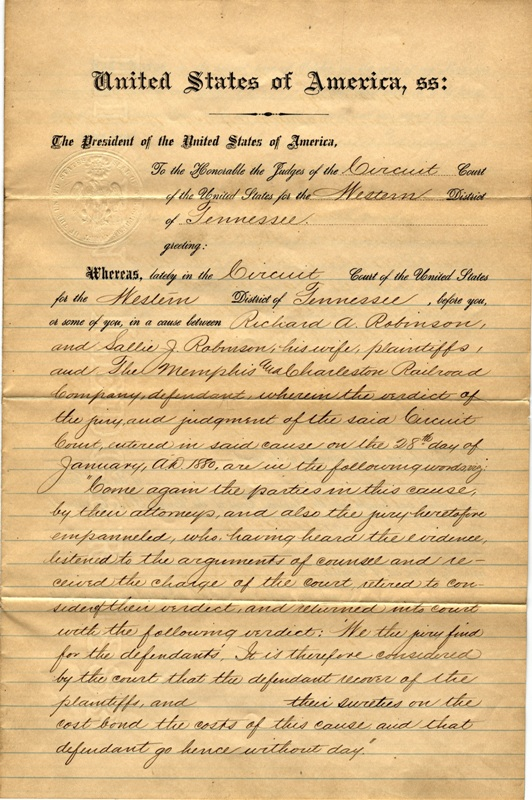 United States of America, ss:
The President of the United States of America,
To the Honorable the Judges of the Circuit Court
of the United States for the Western District
of Tennessee.
greeting:
Whereas, lately in the Circuit Court of the United States
for the Western District of Tennessee, before you,
or some of you, in a cause between Richard A. Robinson,
and Sallie J. Robinson, his wife, plaintiffs,
and The Memphis and Charleston Railroad
Company, defendant, wherein the verdict of
the jury, and judgment of the said Circuit
Court, entered in said cause on the 28th day of
January, A.D. 1880, are in the following words, viz:
"Come again the parties in this cause,
by their attorneys, and also the jury heretofore
empanneled, who, having heard the evidence,
listened to the arguments of counsel and re-
ceived the charge of the court retired to con-
sider of their verdict, and returned into court
with the following verdict: 'We the jury find
for the defendants'. It is therefore considered
by the court that the defendant recover of the
plaintiffs, and their sureties on the
cost bond the costs of this cause and that
defendant go hence without day."